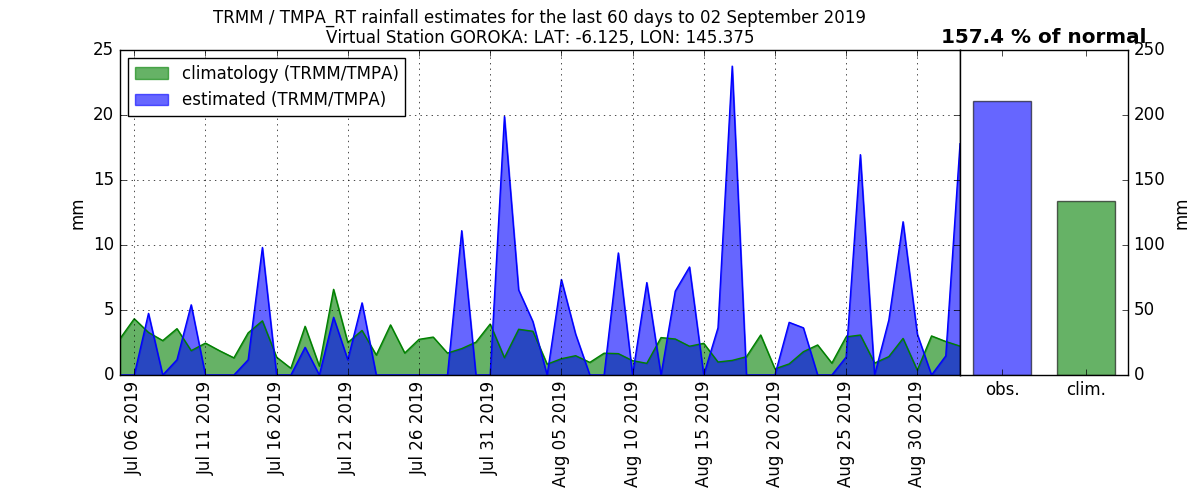 TRMM / TMPA_RT rainfall estimates for the last 60 days to 02 September 2019
Virtual Station GOROKA: LAT: -6.125, LON: 145.375
157.4 % of normal
climatology (TRMM/TMPA)
estimated (TRMM/TMPA)
25
20
15
10
5
0
mm
250
200
150
100
50
0
mm
Jul 06 2019
Jul 11 2019
Jul 16 2019
Jul 21 2019
Jul 26 2019
Jul 31 2019
Aug 05 2019
Aug 10 2019
Aug 15 2019
Aug 20 2019
Aug 25 2019
Aug 30 2019
obs.
clim.